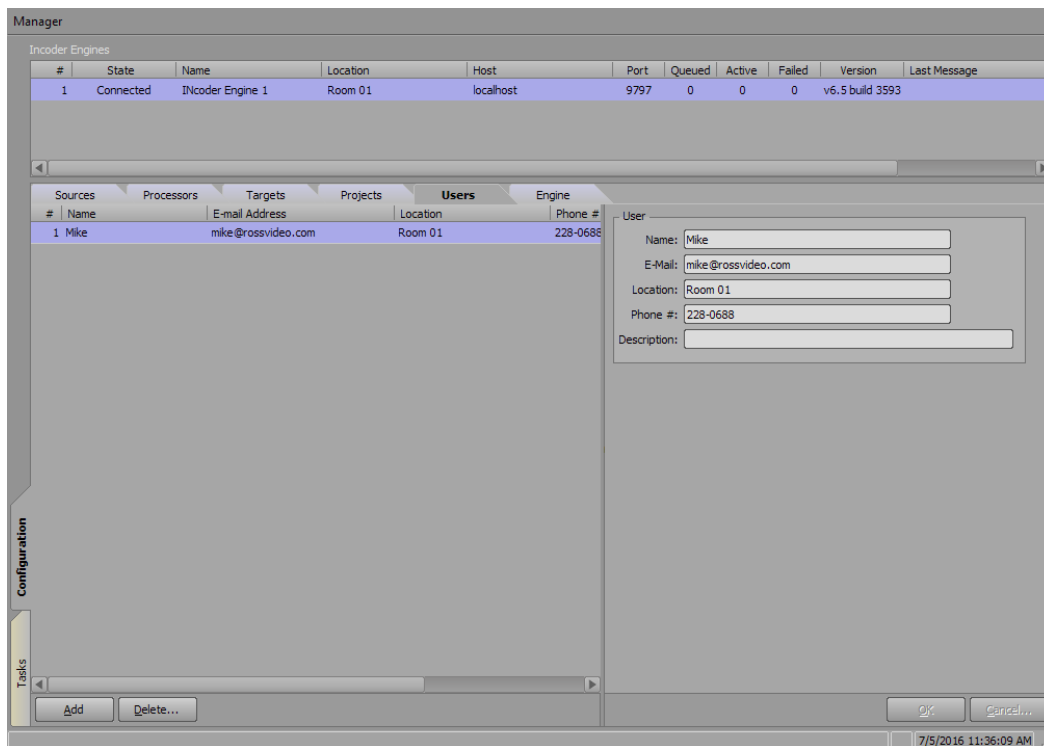 Manager
Incoder Engines
# State Name Location Host Port Queued Active Failed Version Last Message
1 Connected INcoder Engine 1 Room 01 localhost 9797 0 0 0 v6.5 build 3593
Sources Processors Targets Projects Users Engine
# Name E-mail Address Location Phone #
1 Mike mike@rossvideo.com Room 01 228-0688
User
Name: Mike
E-Mail: mike@rossvideo.com
Location: Room 01
Phone #: 228-0688
Description:
Configuration
Tasks
Add Delete... OK Cancel...
7/5/2016 11:36:09 AM